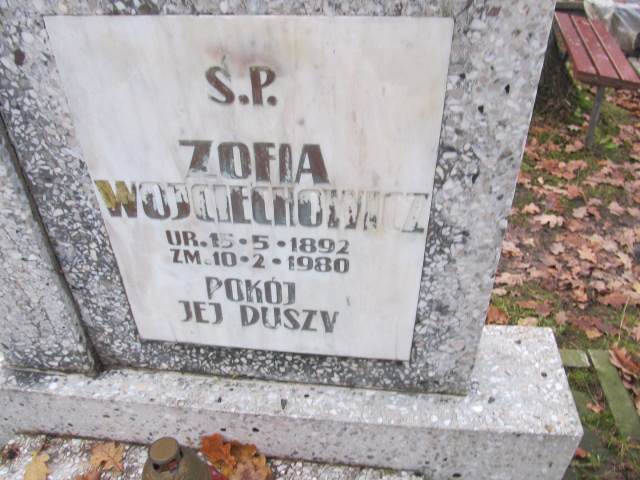 Ś.P.
ZOFIA
WOJCIECHOWICZ
UR. 15·5·1892
ZM. 10·2·1980
POKÓJ
JEJ DUSZY